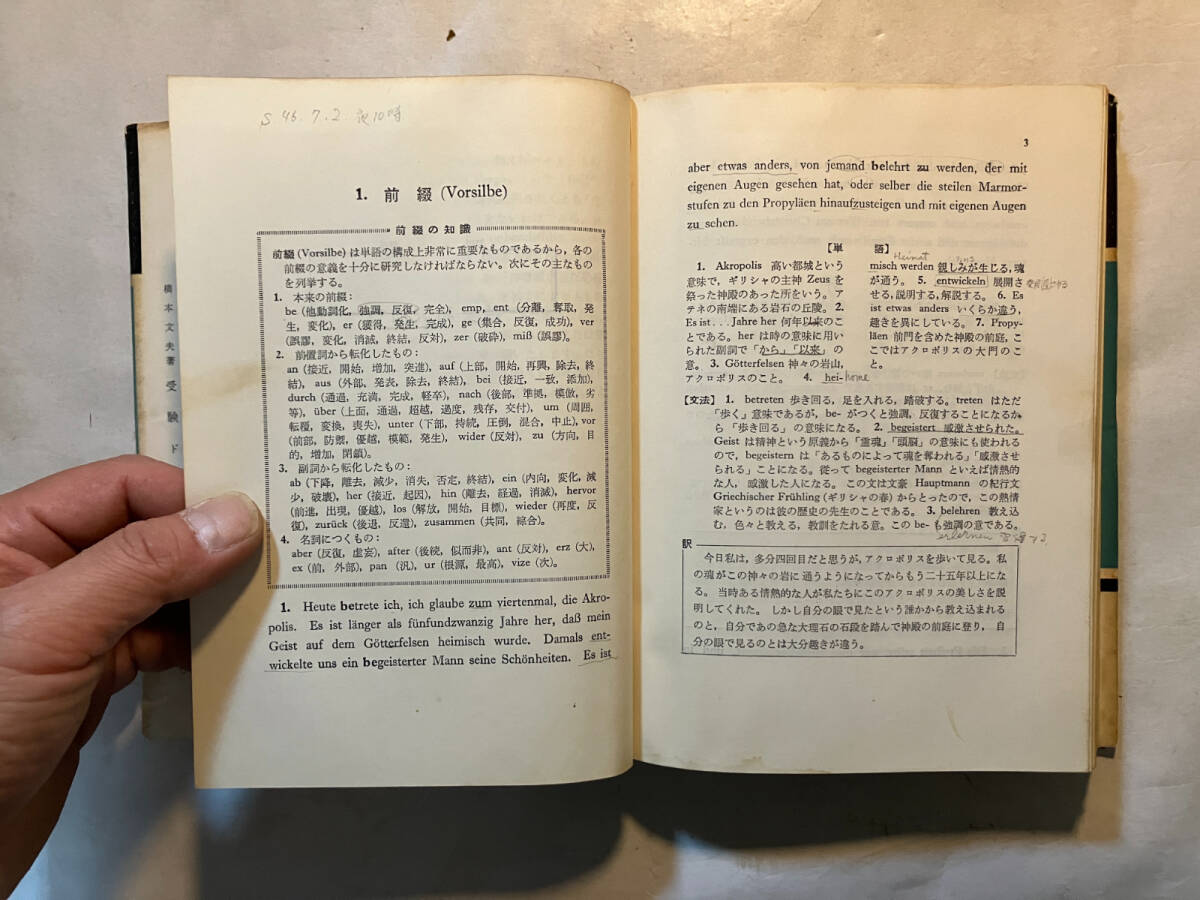 S 46.7.2. 夜10時
1. 前綴 (Vorsilbe)
前綴の知識
前綴 (Vorsilbe) は単語の構成上非常に重要なものであるから，各の
前綴の意義を十分に研究しなければならない。次にその主なもの
を列挙する。
1. 本来の前綴:
be (他動詞化，強調，反復，完全)，emp, ent (分離，奪取，発
生，変化)，er (獲得，発生，完成)，ge (集合，反復，成功)，ver
(誤謬，変化，消滅，終結，反対)，zer (破砕)，miß (誤謬)．
2. 前置詞から転化したもの:
an (接近，開始，増加，突進)，auf (上部，開始，再興，除去，終
結)，aus (外部，発表，除去，終結)，bei (接近，一致，添加)，
durch (通過，充満，完成，軽卒)，nach (後部，準拠，模倣，劣
等)，über (上面，通過，超越，過度，残存，交付)，um (周囲，
転覆，変換，喪失)，unter (下部，持続，圧倒，混合，中止)，vor
(前部，防禦，優越，模範，発生)，wider (反対)，zu (方向，目
的，増加，閉鎖)．
3. 副詞から転化したもの:
ab (下降，離去，減少，消失，否定，終結)，ein (内向，変化，減
少，破壊)，her (接近，起因)，hin (離去，経過，消滅)，hervor
(前進，出現，優越)，los (解放，開始，目標)，wieder (再度，反
復)，zurück (後退，反還)，zusammen (共同，綜合)．
4. 名詞につくもの:
aber (反復，虚妄)，after (後続，似而非)，ant (反対)，erz (大)，
ex (前，外部)，pan (汎)，ur (根源，最高)，vize (次)．
1. Heute betrete ich, ich glaube zum viertenmal, die Akro-
polis. Es ist länger als fünfundzwanzig Jahre her, daß mein
Geist auf dem Götterfelsen heimisch wurde. Damals ent-
wickelte uns ein begeisterter Mann seine Schönheiten. Es ist
橋本文夫著 受験ド
3
aber etwas anders, von jemand belehrt zu werden, der mit
eigenen Augen gesehen hat, oder selber die steilen Marmor-
stufen zu den Propyläen hinaufzusteigen und mit eigenen Augen
zu sehen.
【単語】
1. Akropolis 高い都城という
意味で，ギリシャの主神 Zeus を
祭った神殿のあった所をいう。ア
テネの南端にある岩石の丘陵。 2.
Es ist... Jahre her 何年以来のこ
とである。her は時の意味に用い
られた副詞で「から」「以来」の
意。 3. Götterfelsen 神々の岩山，
アクロポリスのこと。 4. hei-
home
Heimat
misch werden 親しみが生じる，魂
が通う。 5. entwickeln 展開さ
せる，説明する，解説する。 6. Es
ist etwas anders いくらか違う，
趣きを異にしている。 7. Propy-
läen 前門を含めた神殿の前庭，こ
こではアクロポリスの大門のこ
と。
【文法】 1. betreten 歩き回る，足を入れる，踏破する。treten はただ
「歩く」意味であるが，be- がつくと強調，反復することになるか
ら「歩き回る」の意味になる。 2. begeistert 感激させられた。
Geist は精神という原義から「霊魂」「頭脳」の意味にも使われる
ので，begeistern は「あるものによって魂を奪われる」「感激させ
られる」ことになる。従って begeisterter Mann といえば情熱的
な人，感激した人になる。 この文は文豪 Hauptmann の紀行文
Griechischer Frühling (ギリシャの春) からとったので，この熱情
家というのは彼の歴史の先生のことである。 3. belehren 教え込
む，色々と教える，教訓をたれる意。この be- も強調の意である。
erlernen
訳
今日私は，多分四回目だと思うが，アクロポリスを歩いて見る。私
の魂がこの神々の岩に通うようになってからもう二十五年以上にな
る。 当時ある情熱的な人が私たちにこのアクロポリスの美しさを説
明してくれた。 しかし自分の眼で見たという誰かから教え込まれる
のと，自分であの急な大理石の石段を踏んで神殿の前庭に登り，自
分の眼で見るのとは大分趣きが違う。